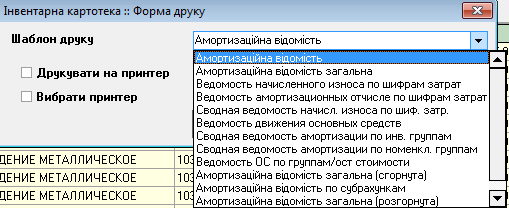 Інвентарна картотека :: Форма друку
Шаблон друку
Амортизаційна відомість
Друкувати на принтер
Вибрати принтер
Амортизаційна відомість
Амортизаційна відомість загальна
Ведомость начисленного износа по шифрам затрат
Ведомость амортизационных отчисле по шифрам затрат
Сводная ведомость начисл. износа по шиф. затр.
Ведомость движения основных средств
Сводная ведомость амортизации по инв. группам
Сводная ведомость амортизации по номенкл. группам
Ведомость ОС по группам/ост стоимости
Амортизаційна відомість загальна (сгорнута)
Амортизаційна відомість по субрахункам
Амортизаційна відомість загальна (розгорнута)
ДЕНИЕ МЕТАЛЛИЧЕСКОЕ 103
ДЕНИЕ МЕТАЛЛИЧЕСКОЕ 103
ДЕНИЕ МЕТАЛЛИЧЕСКОЕ 103